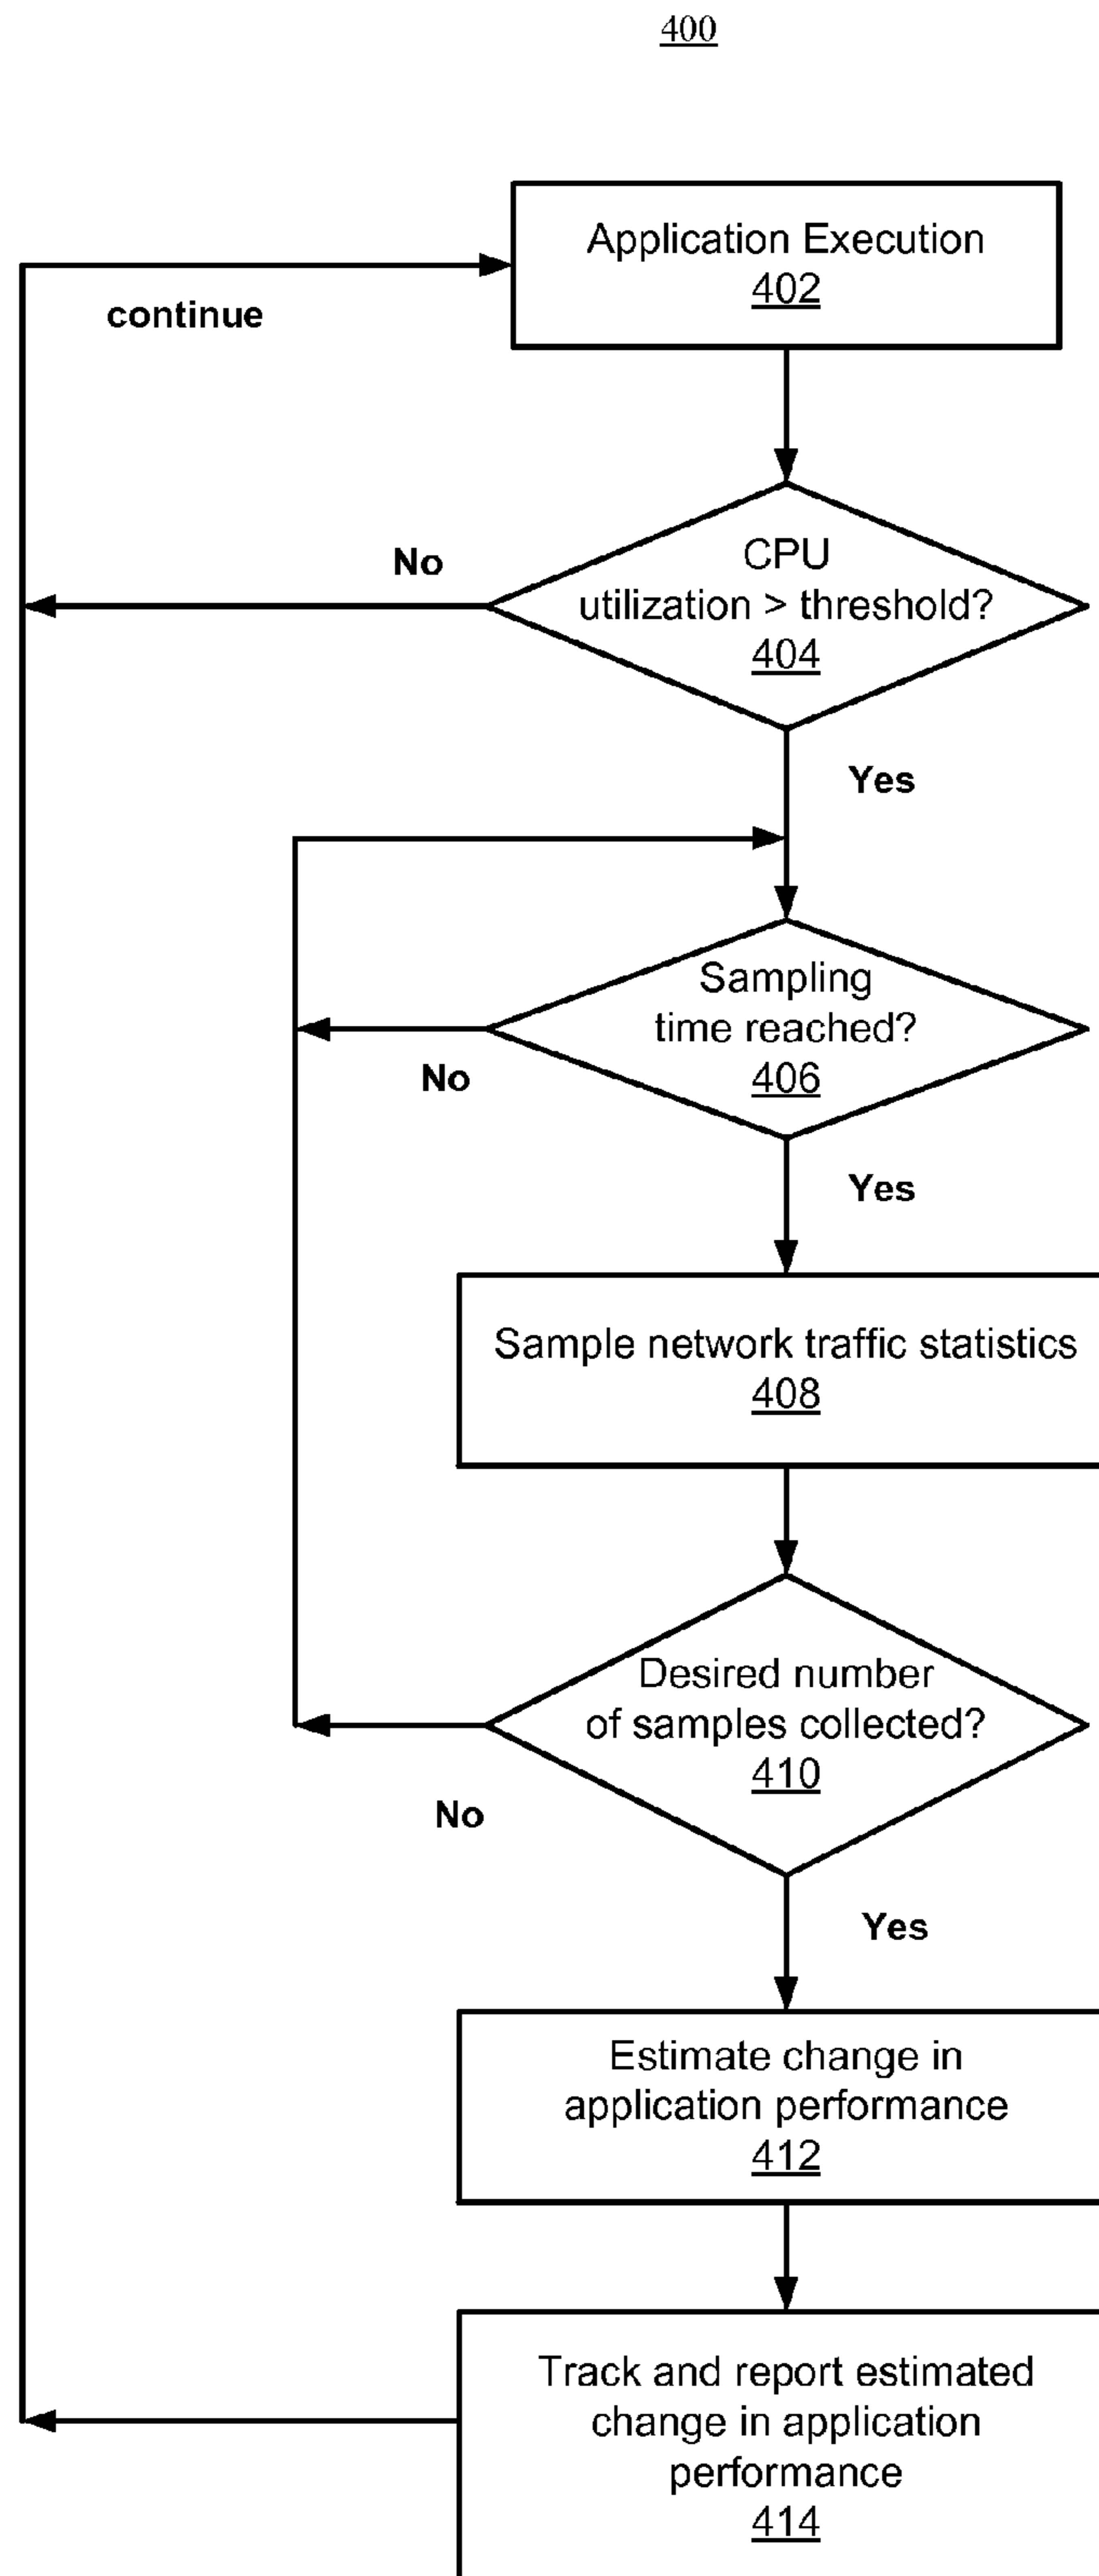 400
Application Execution
402
continue
CPU
utilization > threshold?
404
No
Yes
Sampling
time reached?
406
No
Yes
Sample network traffic statistics
408
Desired number
of samples collected?
410
No
Yes
Estimate change in
application performance
412
Track and report estimated
change in application
performance
414